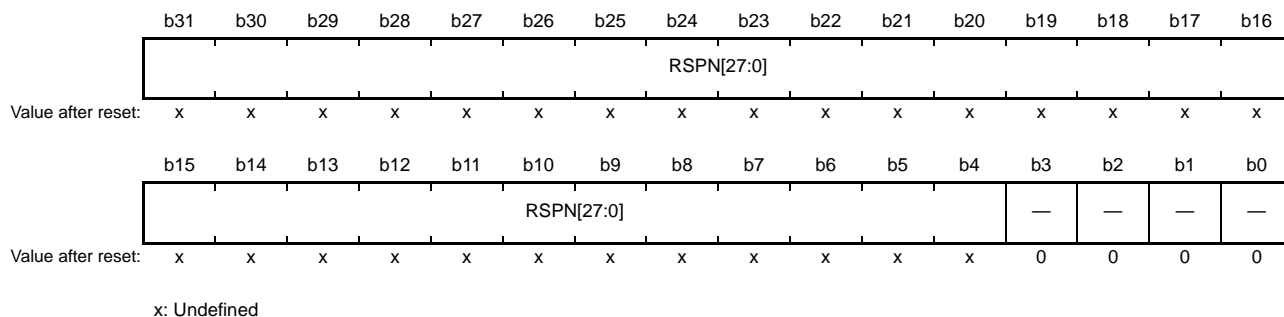 b31 b30 b29 b28 b27 b26 b25 b24 b23 b22 b21 b20 b19 b18 b17 b16
RSPN[27:0]
Value after reset: x x x x x x x x x x x x x x x x
b15 b14 b13 b12 b11 b10 b9 b8 b7 b6 b5 b4 b3 b2 b1 b0
RSPN[27:0] — — — —
Value after reset: x x x x x x x x x x x x 0 0 0 0
x: Undefined